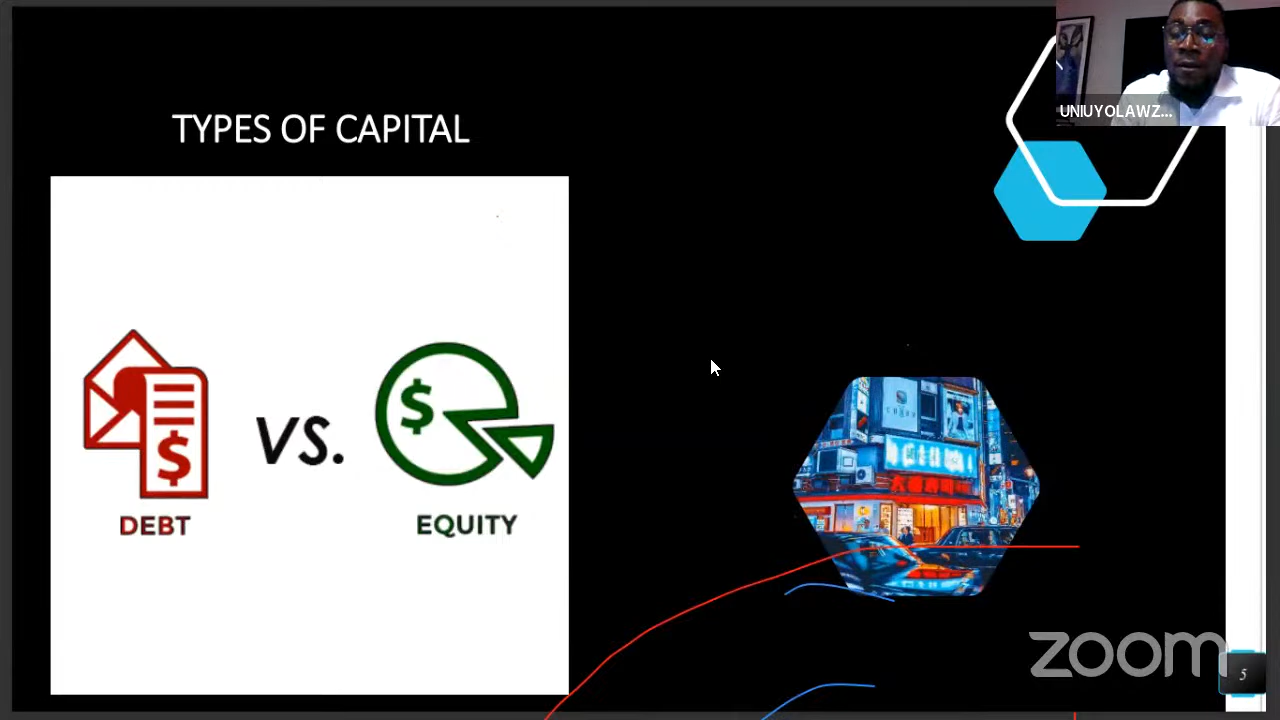 UNIUYOLAWZ...
TYPES OF CAPITAL
$
$
VS.
DEBT
EQUITY
zoom
5